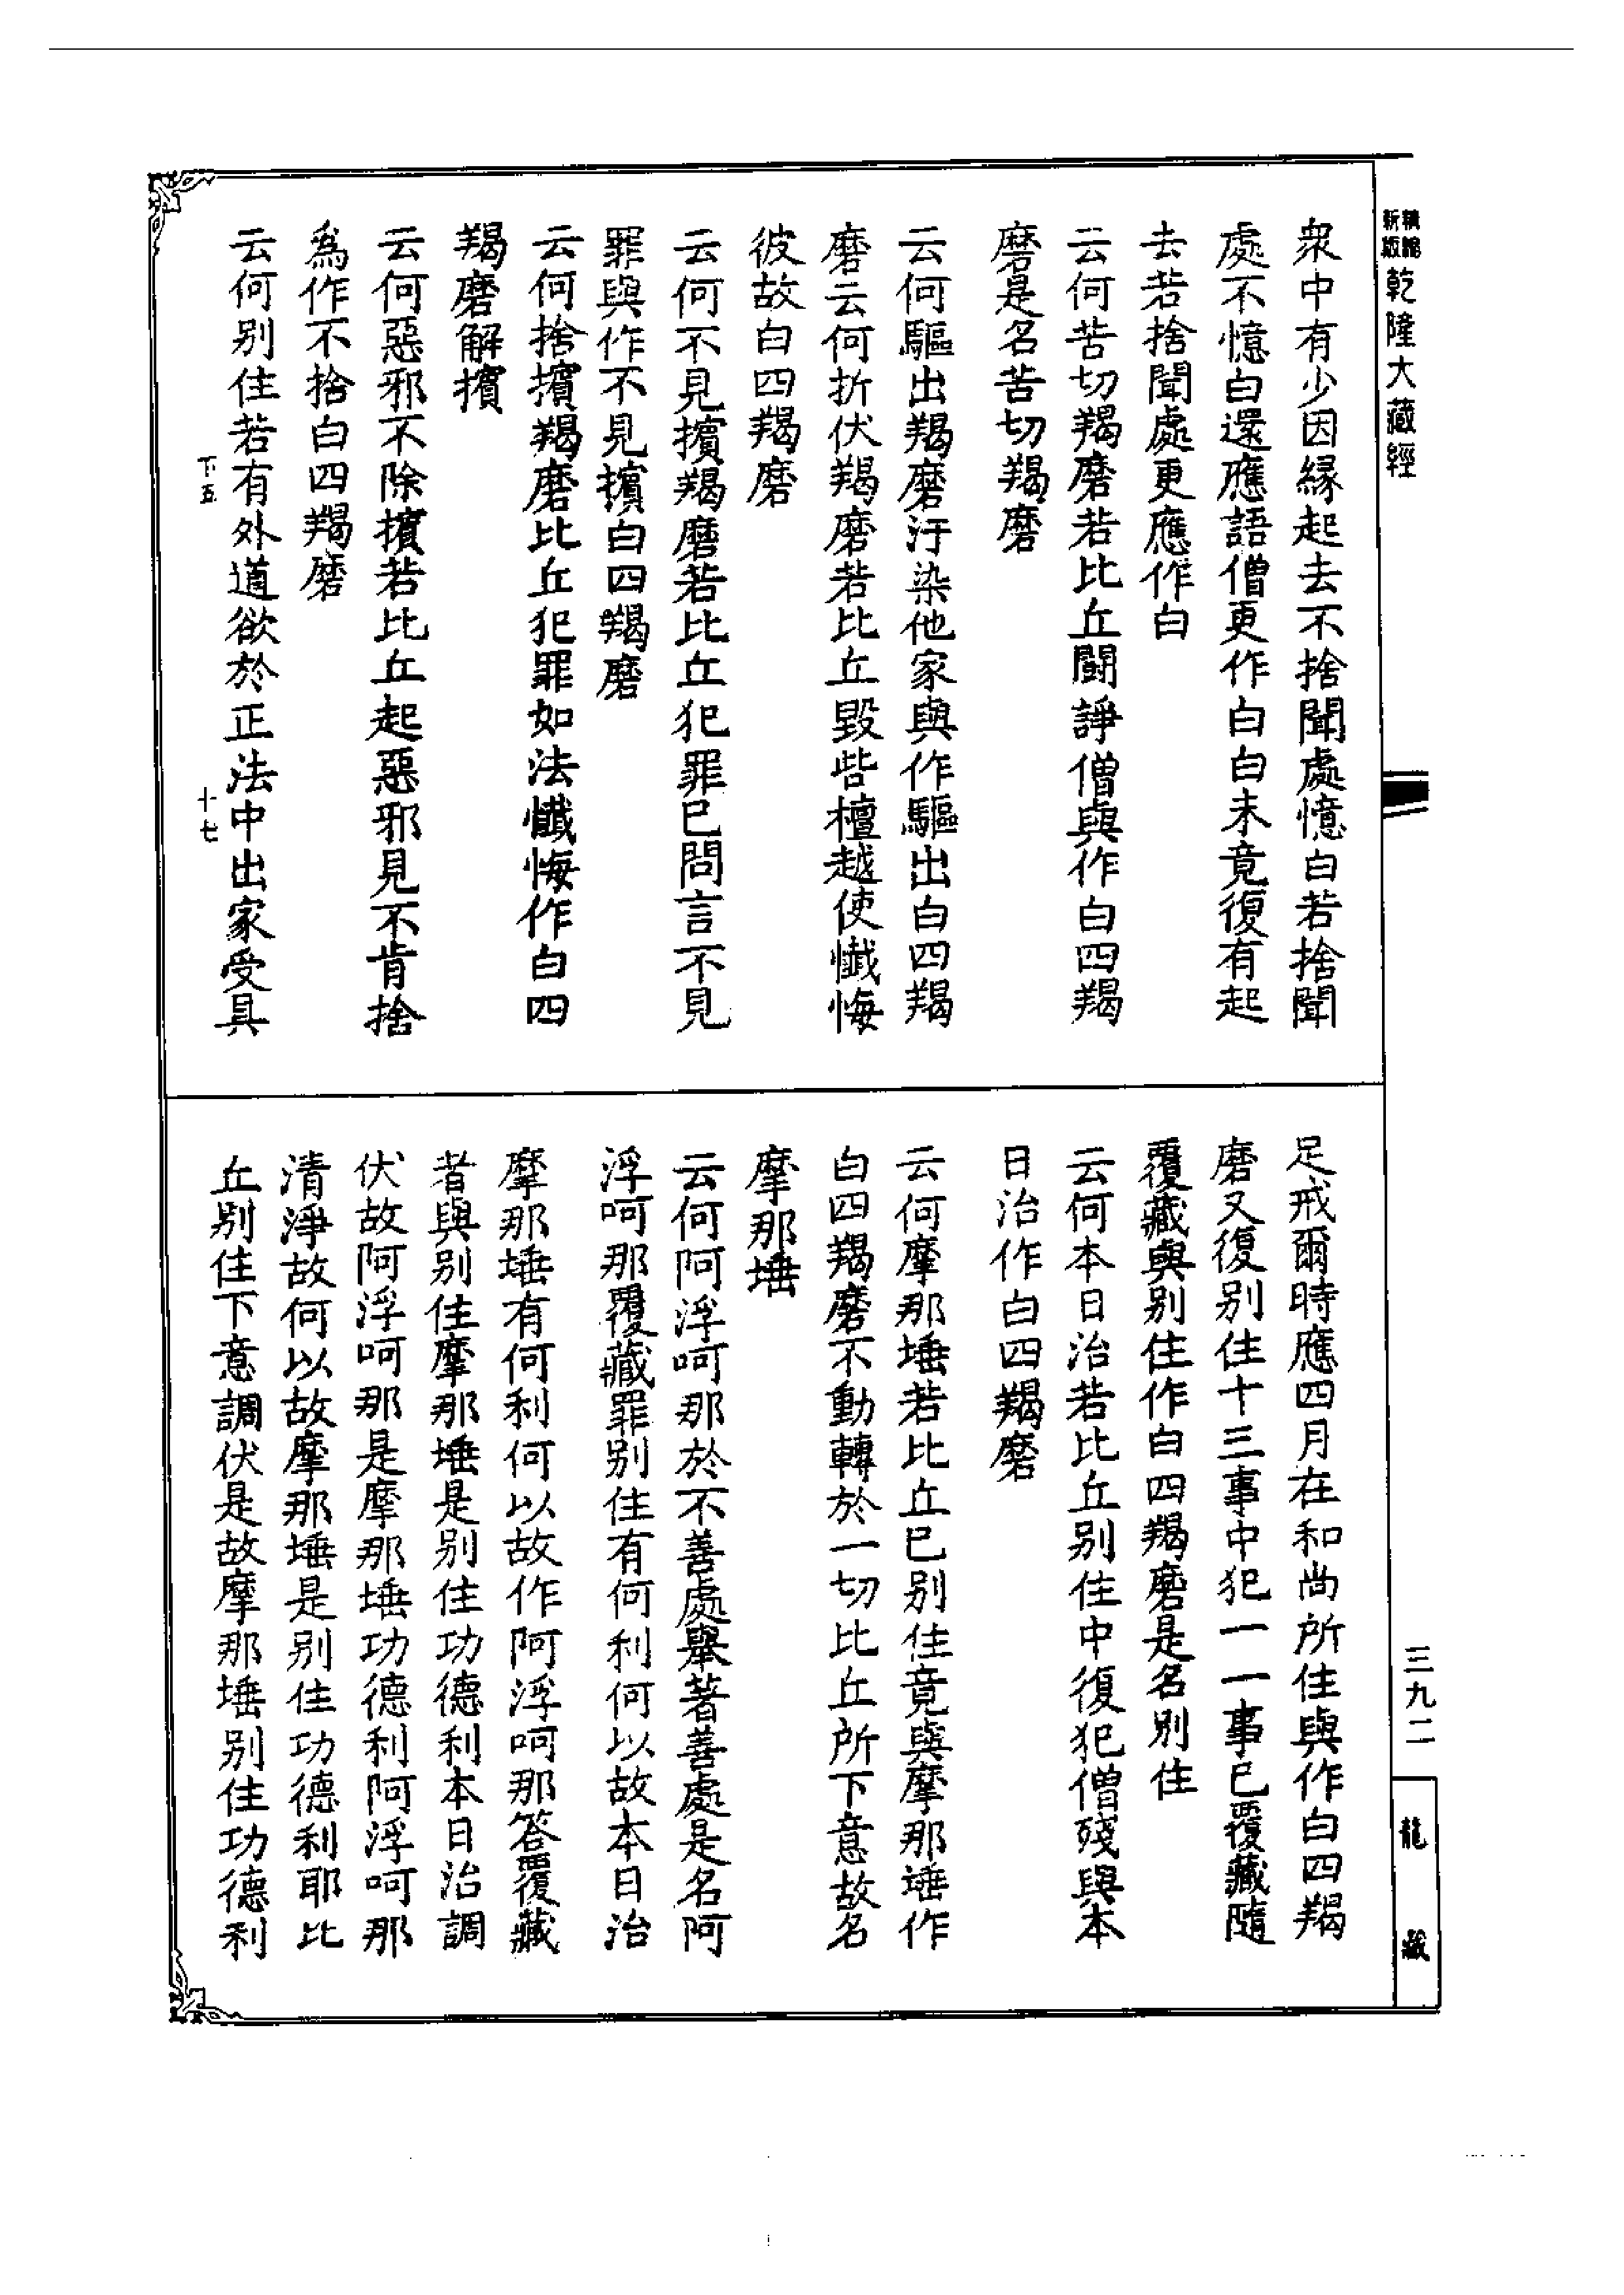 新版
精縮
乾隆大藏經
衆中有少因緣起去不捨聞處憶白若捨聞
處不憶白還應語僧更作白白未竟復有起
去若捨聞處更應作白
云何苦切羯磨若比丘鬪諍僧與作白四羯
磨是名苦切羯磨
云何驅出羯磨汙染他家與作驅出白四羯
磨云何折伏羯磨若比丘毀呰檀越使懺悔
彼故白四羯磨
云何不見擯羯磨若比丘犯罪已問言不見
罪與作不見擯白四羯磨
云何捨擯羯磨比丘犯罪如法懺悔作白四
羯磨解擯
云何惡邪不除擯若比丘起惡邪見不肯捨
為作不捨白四羯磨
云何別住若有外道欲於正法中出家受具
下五
十七
足戒爾時應四月在和尚所住與作白四羯
磨又復別住十三事中犯一一事已覆藏隨
覆藏與別住作白四羯磨是名別住
云何本日治若比丘別住中復犯僧殘與本
日治作白四羯磨
云何摩那埵若比丘已別住竟與摩那埵作
白四羯磨不動轉於一切比丘所下意故名
摩那埵
云何阿浮呵那於不善處舉著善處是名阿
浮呵那覆藏罪別住有何利何以故本日治
摩那埵有何利何以故作阿浮呵那答覆藏
者與別住摩那埵是別住功德利本日治調
伏故阿浮呵那是摩那埵功德利阿浮呵那
清淨故何以故摩那埵是別住功德利耶比
丘別住下意調伏是故摩那埵別住功德利
三九二
龍藏